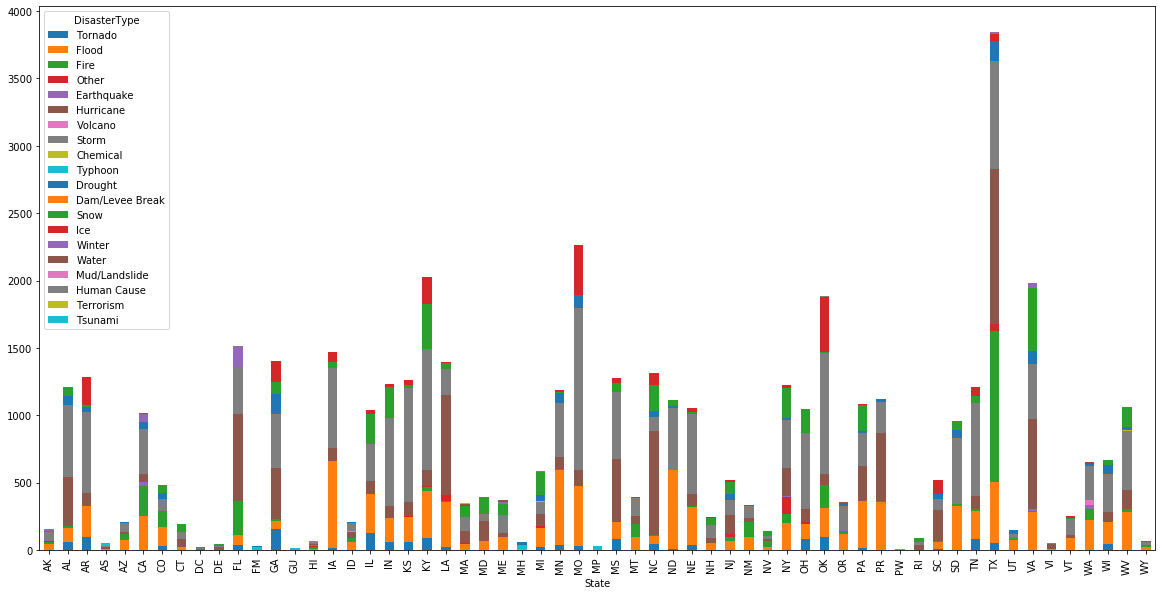 4000
3500
3000
2500
2000
1500
1000
500
0
DisasterType
Tornado
Flood
Fire
Other
Earthquake
Hurricane
Volcano
Storm
Chemical
Typhoon
Drought
Dam/Levee Break
Snow
Ice
Winter
Water
Mud/Landslide
Human Cause
Terrorism
Tsunami
AK AL AR AS AZ CA CO CT DC DE FL FM GA GU HI IA ID IL IN KS KY LA MA MD ME MH MI MN MO MP MS MT NC ND NE NH NJ NM NV NY OH OK OR PA PR PW RI SC SD TN TX UT VA VI VT WA WI WV WY
State